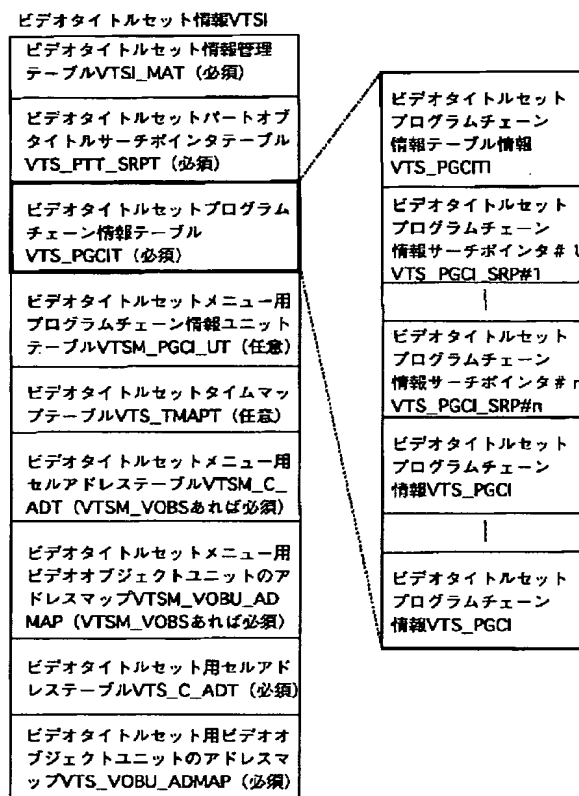 ビデオタイトルセット情報VTSI
ビデオタイトルセット情報管理
テーブルVTSI_MAT（必須）
ビデオタイトルセットパートオブ
タイトルサーチポインタテーブル
VTS_PTT_SRPT（必須）
ビデオタイトルセットプログラム
チェーン情報テーブル
VTS_PGCIT（必須）
ビデオタイトルセットメニュー用
プログラムチェーン情報ユニット
テーブルVTSM_PGCI_UT（任意）
ビデオタイトルセットタイムマッ
プテーブルVTS_TMAPT（任意）
ビデオタイトルセットメニュー用
セルアドレステーブルVTSM_C_
ADT（VTSM_VOBSあれば必須）
ビデオタイトルセットメニュー用
ビデオオブジェクトユニットのア
ドレスマップVTSM_VOBU_AD
MAP（VTSM_VOBSあれば必須）
ビデオタイトルセット用セルアド
レステーブルVTS_C_ADT（必須）
ビデオタイトルセット用ビデオオ
ブジェクトユニットのアドレスマ
ップVTS_VOBU_ADMAP（必須）
ビデオタイトルセット
プログラムチェーン
情報テーブル情報
VTS_PGCITI
ビデオタイトルセット
プログラムチェーン
情報サーチポインタ#
VTS_PGCI_SRP#1
ビデオタイトルセット
プログラムチェーン
情報サーチポインタ#n
VTS_PGCI_SRP#n
ビデオタイトルセット
プログラムチェーン
情報VTS_PGCI
ビデオタイトルセット
プログラムチェーン
情報VTS_PGCI